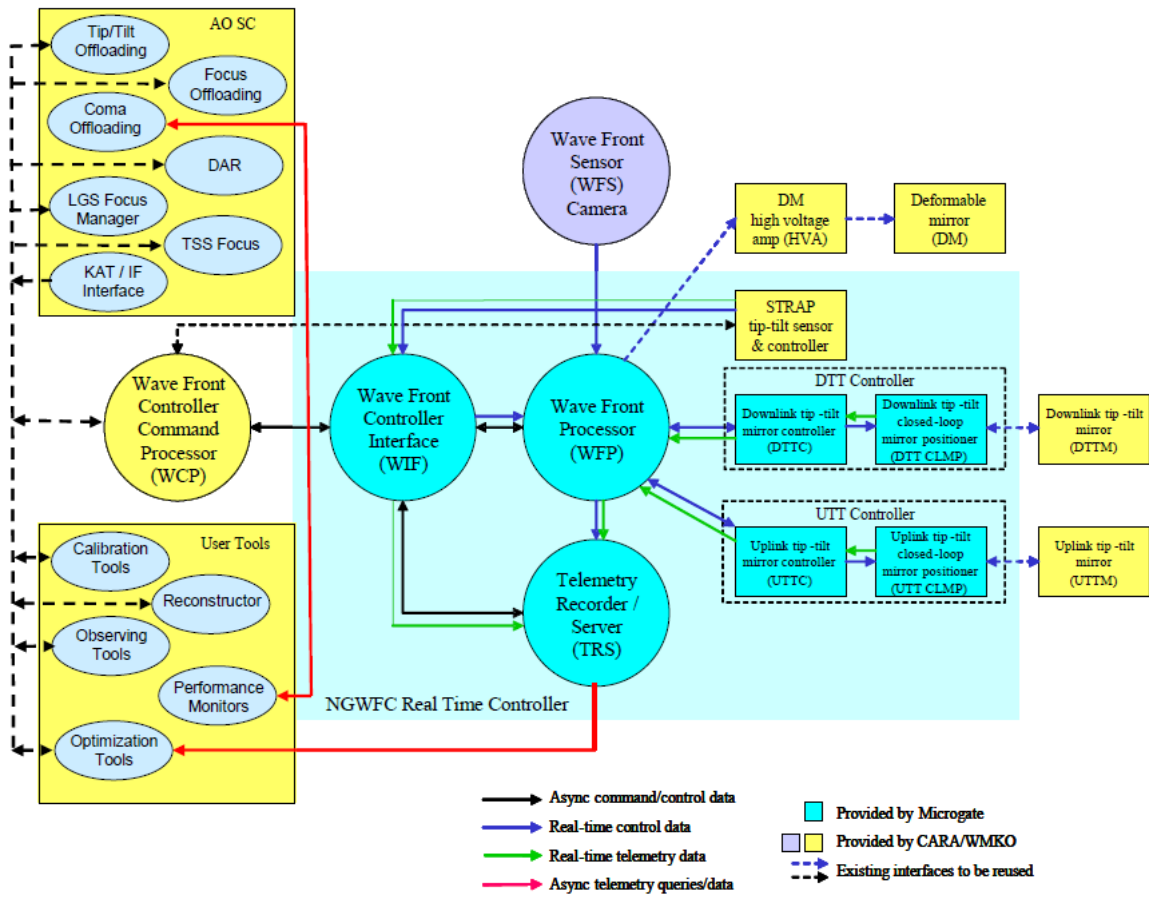 AO SC
Tip/Tilt
Offloading
Focus
Offloading
Coma
Offloading
DAR
LGS Focus
Manager
TSS Focus
KAT / IF
Interface
Wave Front
Sensor
(WFS)
Camera
DM
high voltage
amp (HVA)
Deformable
mirror
(DM)
STRAP
tip-tilt sensor
& controller
Wave Front
Controller
Command
Processor
(WCP)
Wave Front
Controller
Interface
(WIF)
Wave Front
Processor
(WFP)
DTT Controller
Downlink tip -tilt
mirror controller
(DTTC)
Downlink tip -tilt
closed-loop
mirror positioner
(DTT CLMP)
Downlink tip -tilt
mirror
(DTTM)
UTT Controller
Uplink tip -tilt
mirror controller
(UTTC)
Uplink tip -tilt
closed-loop
mirror positioner
(UTT CLMP)
Uplink tip -tilt
mirror
(UTTM)
Telemetry
Recorder /
Server
(TRS)
NGWFC Real Time Controller
User Tools
Calibration
Tools
Reconstructor
Observing
Tools
Performance
Monitors
Optimization
Tools
Async command/control data
Real-time control data
Real-time telemetry data
Async telemetry queries/data
Provided by Microgate
Provided by CARA/WMKO
Existing interfaces to be reused